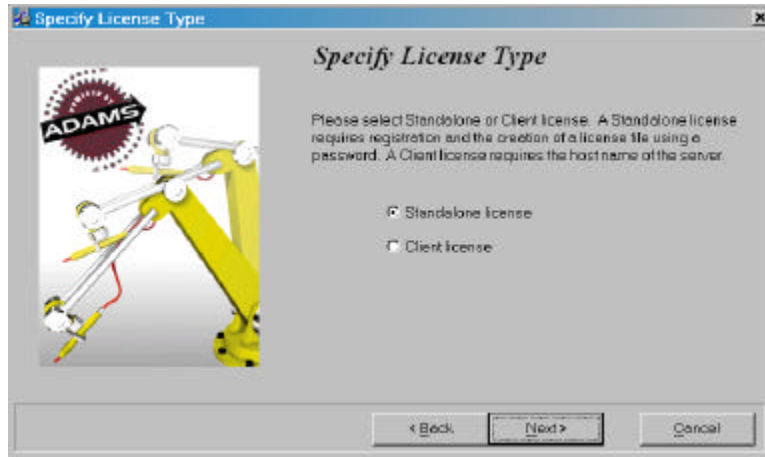 Specify License Type
Specify License Type
POWERED BY
ADAMS
Please select Standalone or Client license. A Standalone license
requires registration and the creation of a license file using a
password. A Client license requires the host name of the server.
Standalone license
Client license
< Back
Next >
Cancel